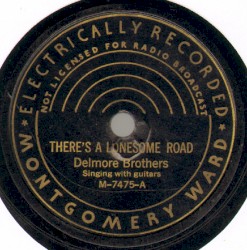 ★ ELECTRICALLY RECORDED ★
NOT LICENSED FOR RADIO BROADCAST
THERE'S A LONESOME ROAD
Delmore Brothers
Singing with guitars
M-7475-A
MONTGOMERY WARD